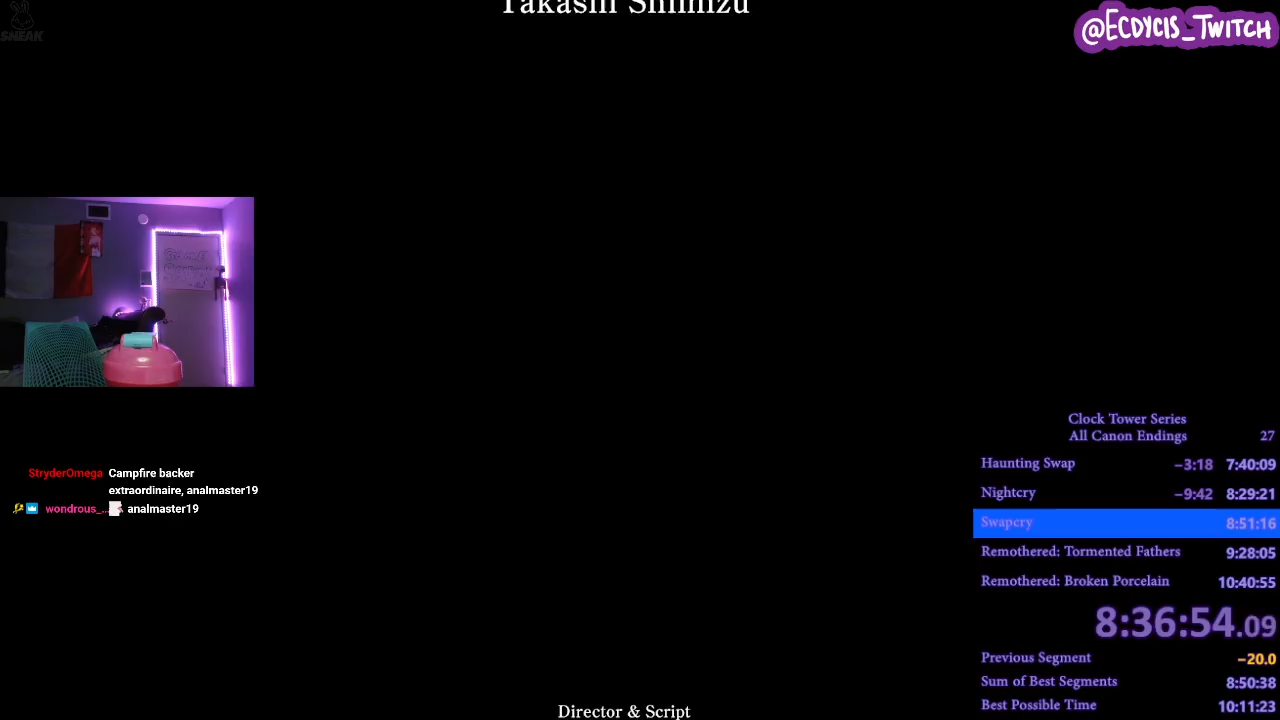 Takashi Shimizu
SNEAK
@ECDYCIS_TWITCH
Clock Tower Series
All Canon Endings 27
Haunting Swap −3:18 7:40:09
Nightcry −9:42 8:29:21
StryderOmega Campfire backer
extraordinaire, analmaster19
wondrous_... analmaster19
Swapcry 8:51:16
Remothered: Tormented Fathers 9:28:05
Remothered: Broken Porcelain 10:40:55
8:36:54.09
Previous Segment −20.0
Sum of Best Segments 8:50:38
Best Possible Time 10:11:23
Director & Script